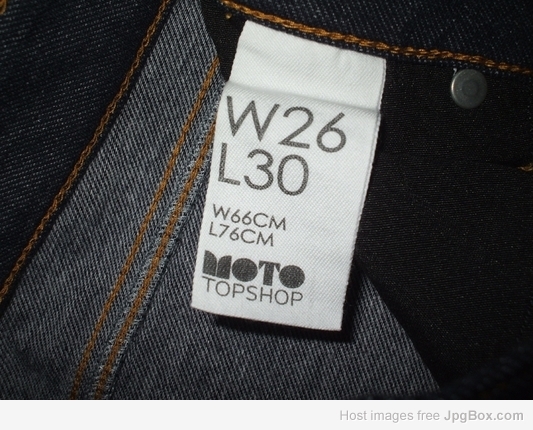 W26
L30
W66CM
L76CM
MOTO
TOPSHOP
Host images free JpgBox.com